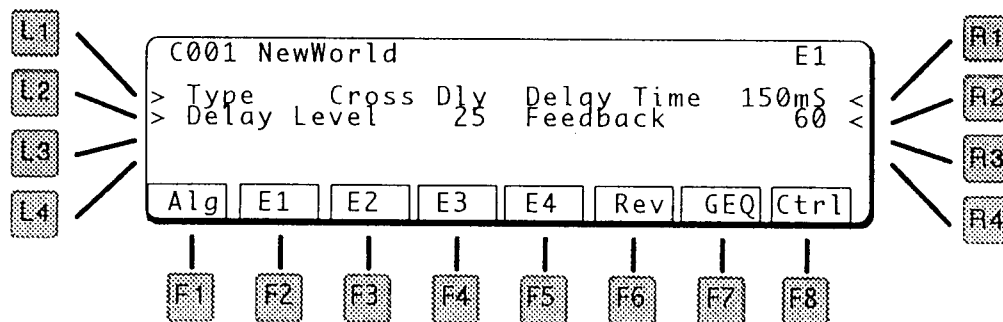 L1
L2
L3
L4
C001 NewWorld E1
> Type Cross Dly Delay Time 150mS <
> Delay Level 25 Feedback 60 <
Alg E1 E2 E3 E4 Rev GEQ Ctrl
R1
R2
R3
R4
F1 F2 F3 F4 F5 F6 F7 F8